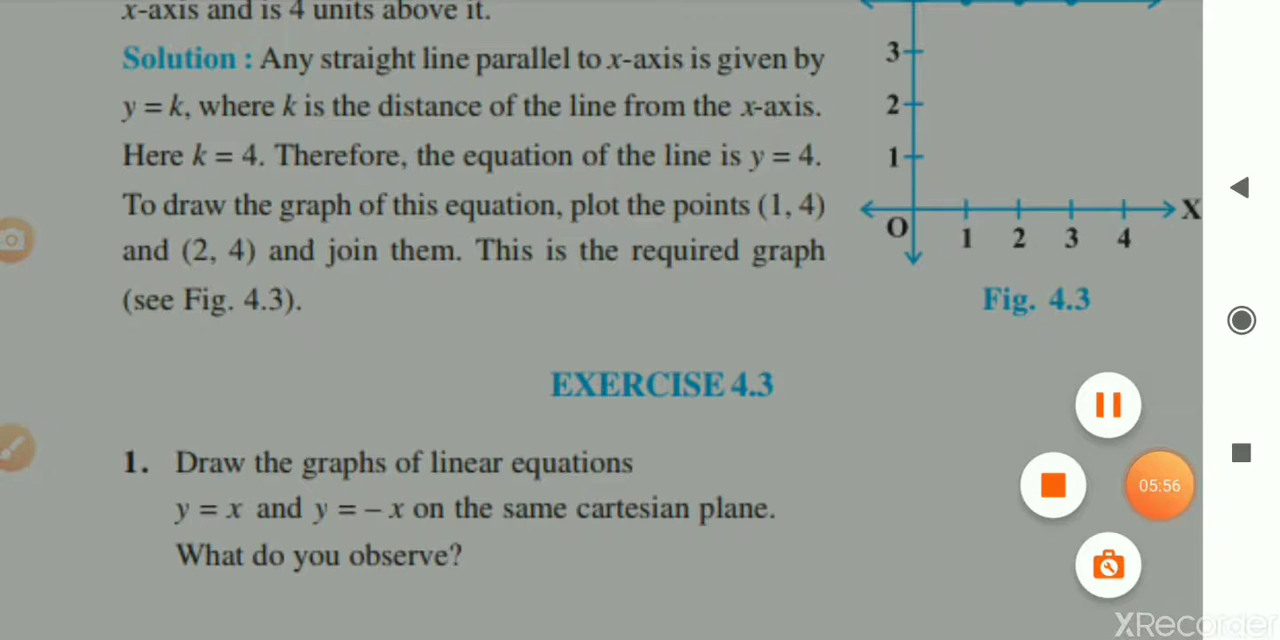 x-axis and is 4 units above it.
Solution : Any straight line parallel to x-axis is given by
y = k, where k is the distance of the line from the x-axis.
Here k = 4. Therefore, the equation of the line is y = 4.
To draw the graph of this equation, plot the points (1, 4)
and (2, 4) and join them. This is the required graph
(see Fig. 4.3).
3
2
1
O
1 2 3 4
X
Fig. 4.3
EXERCISE 4.3
1. Draw the graphs of linear equations
y = x and y = – x on the same cartesian plane.
What do you observe?
05:56
XRecorder